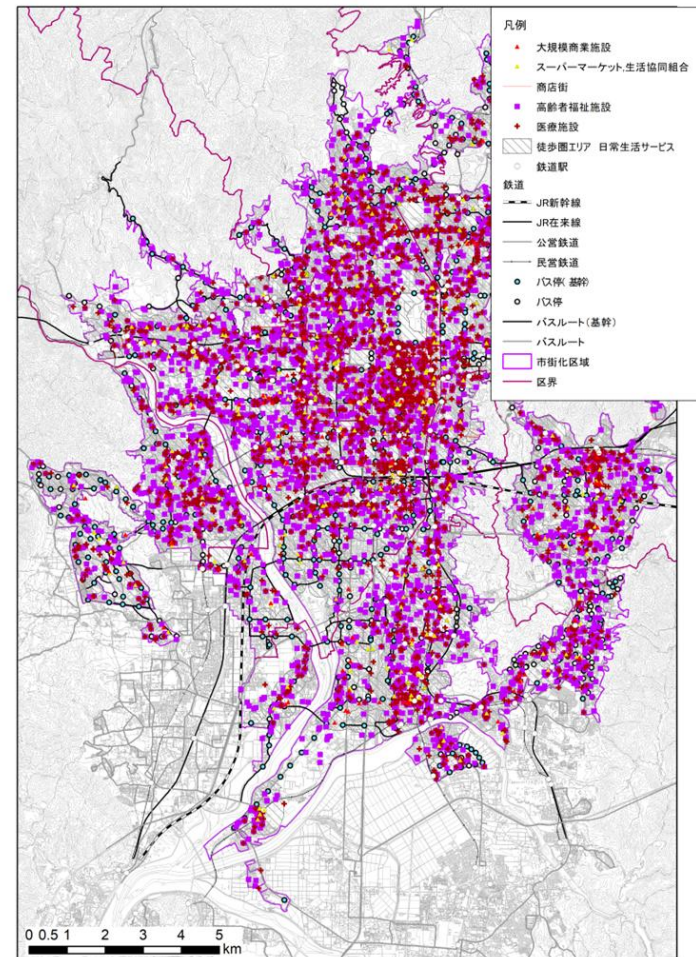 凡例
大規模商業施設
スーパーマーケット,生活協同組合
商店街
高齢者福祉施設
医療施設
徒歩圏エリア 日常生活サービス
鉄道駅
鉄道
JR新幹線
JR在来線
公営鉄道
民営鉄道
バス停(基幹)
バス停
バスルート(基幹)
バスルート
市街化区域
区界
0 0.5 1 2 3 4 5
km